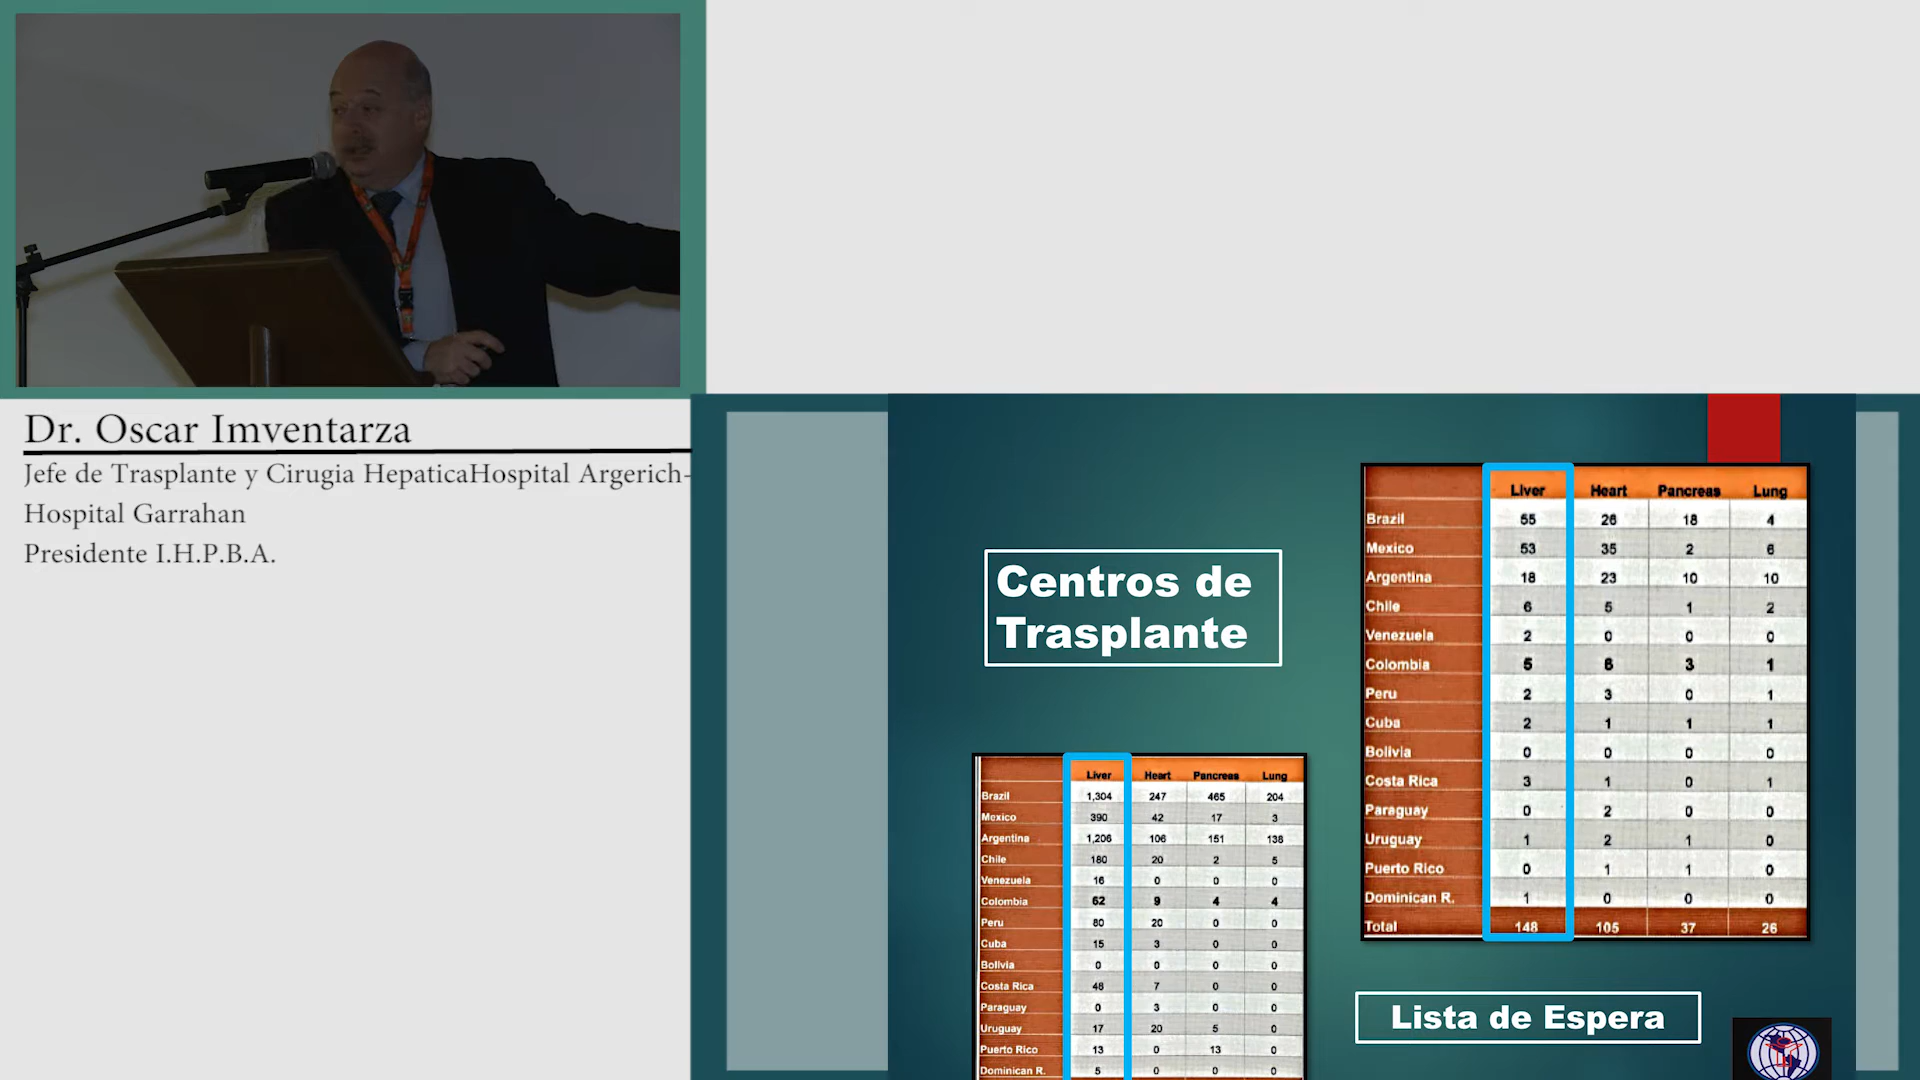 Dr. Oscar Imventarza
Jefe de Trasplante y Cirugia HepaticaHospital Argerich-
Hospital Garrahan
Presidente I.H.P.B.A.
Centros de
Trasplante
Liver Heart Pancreas Lung
Brazil 55 26 18 4
Mexico 53 35 2 6
Argentina 18 23 10 10
Chile 6 5 1 2
Venezuela 2 0 0 0
Colombia 5 6 3 1
Peru 2 3 0 1
Cuba 2 1 1 1
Bolivia 0 0 0 0
Costa Rica 3 1 0 1
Paraguay 0 2 0 0
Uruguay 1 2 1 0
Puerto Rico 0 1 1 0
Dominican R. 1 0 0 0
Total 148 105 37 26
Liver Heart Pancreas Lung
Brazil 1,304 247 465 204
Mexico 390 42 17 3
Argentina 1,206 106 151 138
Chile 180 20 2 5
Venezuela 16 0 0 0
Colombia 62 9 4 4
Peru 80 20 0 0
Cuba 15 3 0 0
Bolivia 0 0 0 0
Costa Rica 48 7 0 0
Paraguay 0 3 0 0
Uruguay 17 20 5 0
Puerto Rico 13 0 13 0
Dominican R. 5 0 0 0
Lista de Espera